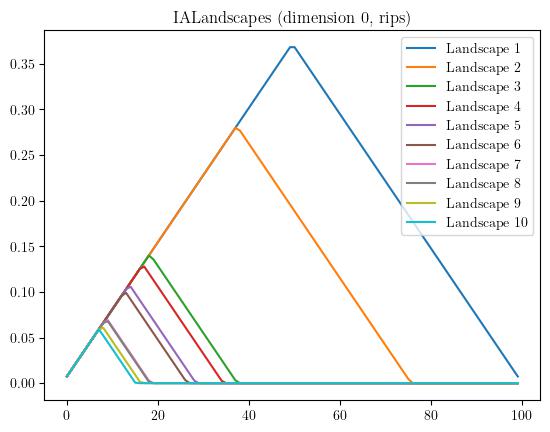 IALandscapes (dimension 0, rips)
Landscape 1
Landscape 2
Landscape 3
Landscape 4
Landscape 5
Landscape 6
Landscape 7
Landscape 8
Landscape 9
Landscape 10
0.35
0.30
0.25
0.20
0.15
0.10
0.05
0.00
0 20 40 60 80 100